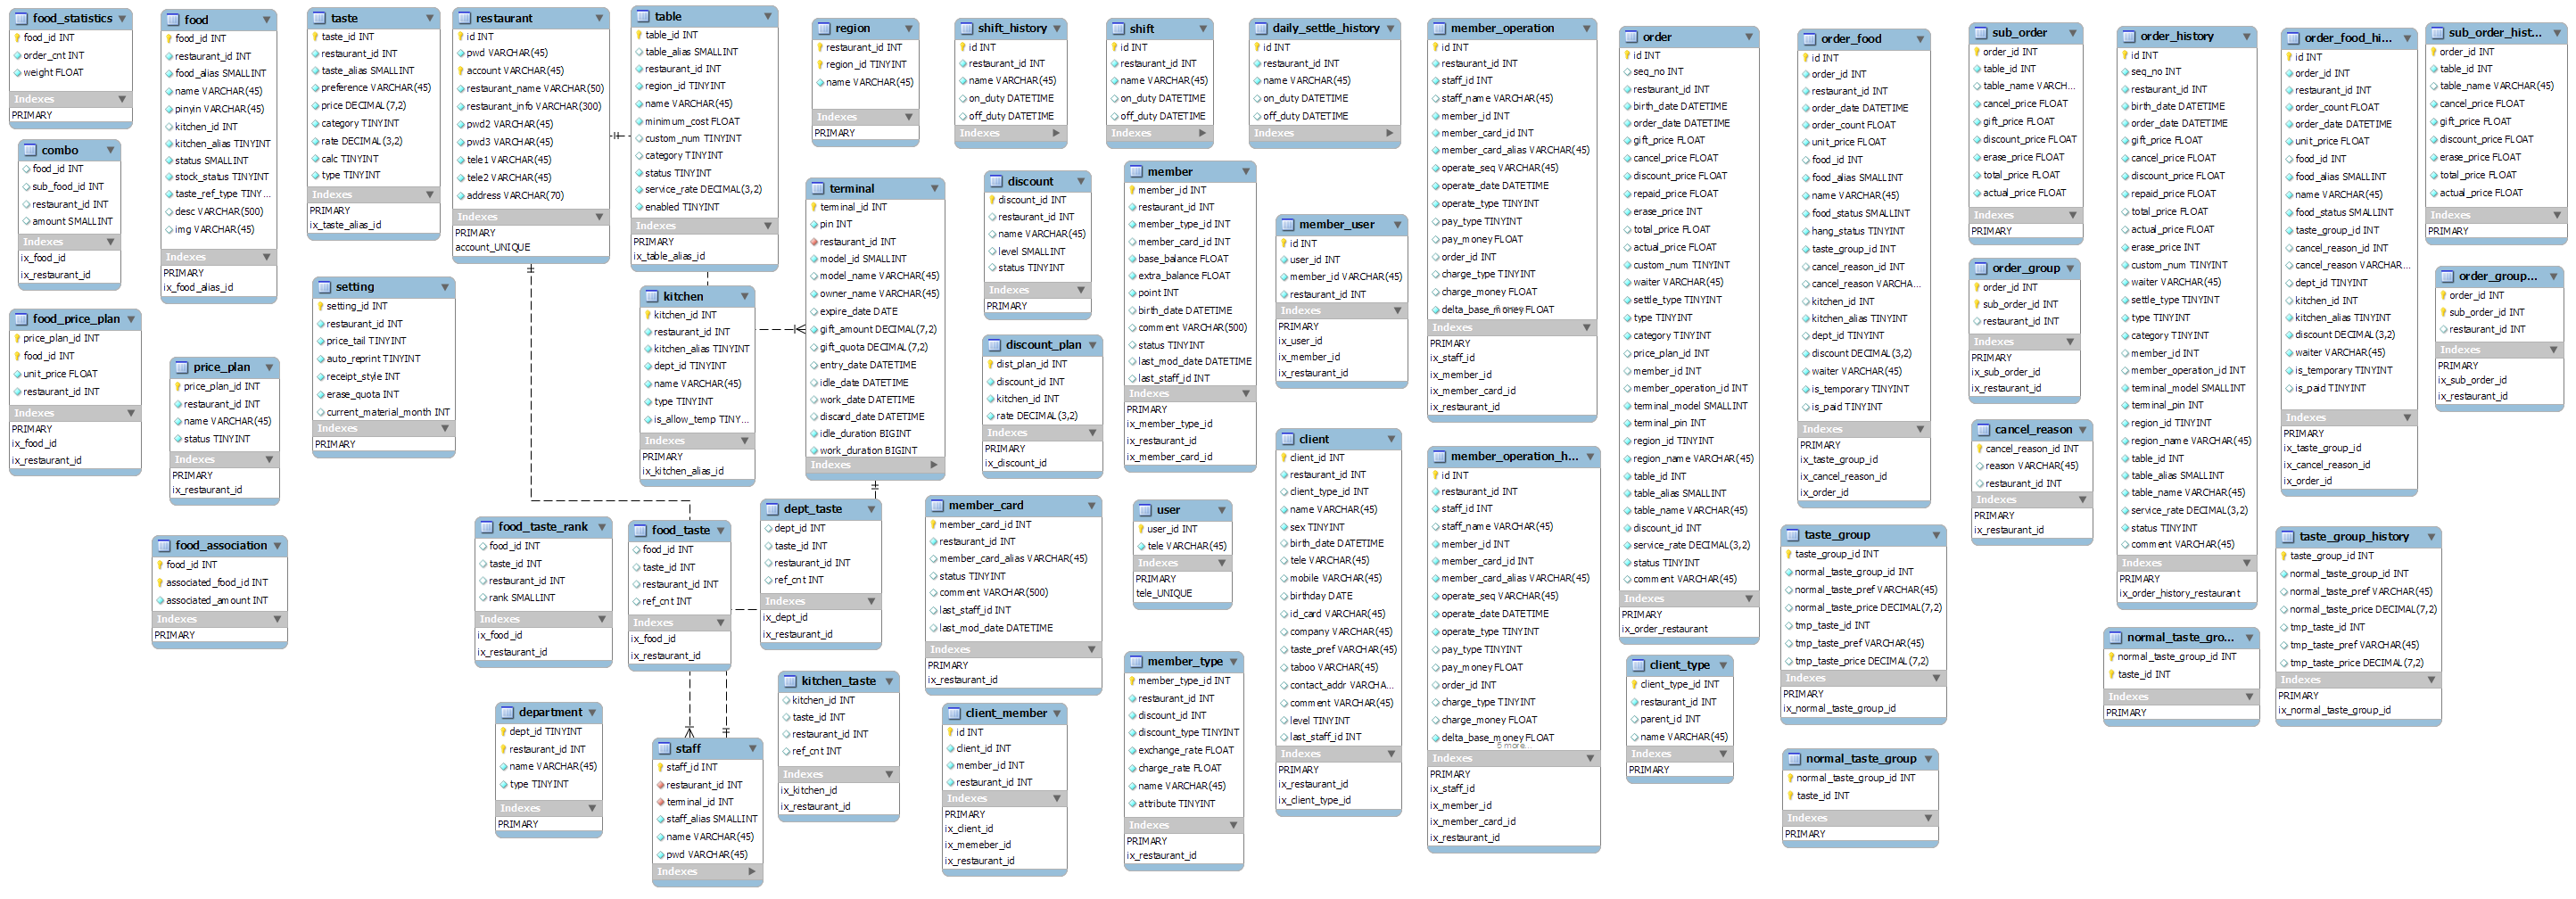 food_statistics
food_id INT
order_cnt INT
weight FLOAT
Indexes
PRIMARY
combo
food_id INT
sub_food_id INT
restaurant_id INT
amount SMALLINT
Indexes
ix_food_id
ix_restaurant_id
food_price_plan
price_plan_id INT
food_id INT
unit_price FLOAT
restaurant_id INT
Indexes
PRIMARY
ix_food_id
ix_restaurant_id
food
food_id INT
restaurant_id INT
food_alias SMALLINT
name VARCHAR(45)
pinyin VARCHAR(45)
kitchen_id INT
kitchen_alias TINYINT
status SMALLINT
stock_status TINYINT
taste_ref_type TINY...
desc VARCHAR(500)
img VARCHAR(45)
Indexes
PRIMARY
ix_food_alias_id
price_plan
price_plan_id INT
restaurant_id INT
name VARCHAR(45)
status TINYINT
Indexes
PRIMARY
ix_restaurant_id
food_association
food_id INT
associated_food_id INT
associated_amount INT
Indexes
PRIMARY
taste
taste_id INT
restaurant_id INT
taste_alias SMALLINT
preference VARCHAR(45)
price DECIMAL(7,2)
category TINYINT
rate DECIMAL(3,2)
calc TINYINT
type TINYINT
Indexes
PRIMARY
ix_taste_alias_id
setting
setting_id INT
restaurant_id INT
price_tail TINYINT
auto_reprint TINYINT
receipt_style INT
erase_quota INT
current_material_month INT
Indexes
PRIMARY
restaurant
id INT
pwd VARCHAR(45)
account VARCHAR(45)
restaurant_name VARCHAR(50)
restaurant_info VARCHAR(300)
pwd2 VARCHAR(45)
pwd3 VARCHAR(45)
tele1 VARCHAR(45)
tele2 VARCHAR(45)
address VARCHAR(70)
Indexes
PRIMARY
account_UNIQUE
food_taste_rank
food_id INT
taste_id INT
restaurant_id INT
rank SMALLINT
Indexes
ix_food_id
ix_restaurant_id
department
dept_id TINYINT
restaurant_id INT
name VARCHAR(45)
type TINYINT
Indexes
PRIMARY
table
table_id INT
table_alias SMALLINT
restaurant_id INT
region_id TINYINT
name VARCHAR(45)
minimum_cost FLOAT
custom_num TINYINT
category TINYINT
status TINYINT
service_rate DECIMAL(3,2)
enabled TINYINT
Indexes
PRIMARY
ix_table_alias_id
kitchen
kitchen_id INT
restaurant_id INT
kitchen_alias TINYINT
dept_id TINYINT
name VARCHAR(45)
type TINYINT
is_allow_temp TINY...
Indexes
PRIMARY
ix_kitchen_alias_id
food_taste
food_id INT
taste_id INT
restaurant_id INT
ref_cnt INT
Indexes
ix_food_id
ix_restaurant_id
staff
staff_id INT
restaurant_id INT
terminal_id INT
staff_alias SMALLINT
name VARCHAR(45)
pwd VARCHAR(45)
Indexes
region
restaurant_id INT
region_id TINYINT
name VARCHAR(45)
Indexes
PRIMARY
terminal
terminal_id INT
pin INT
restaurant_id INT
model_id SMALLINT
model_name VARCHAR(45)
owner_name VARCHAR(45)
expire_date DATE
gift_amount DECIMAL(7,2)
gift_quota DECIMAL(7,2)
entry_date DATETIME
idle_date DATETIME
work_date DATETIME
discard_date DATETIME
idle_duration BIGINT
work_duration BIGINT
Indexes
dept_taste
dept_id INT
taste_id INT
restaurant_id INT
ref_cnt INT
Indexes
ix_dept_id
ix_restaurant_id
kitchen_taste
kitchen_id INT
taste_id INT
restaurant_id INT
ref_cnt INT
Indexes
ix_kitchen_id
ix_restaurant_id
shift_history
id INT
restaurant_id INT
name VARCHAR(45)
on_duty DATETIME
off_duty DATETIME
Indexes
discount
discount_id INT
restaurant_id INT
name VARCHAR(45)
level SMALLINT
status TINYINT
Indexes
PRIMARY
discount_plan
dist_plan_id INT
discount_id INT
kitchen_id INT
rate DECIMAL(3,2)
Indexes
PRIMARY
ix_discount_id
member_card
member_card_id INT
restaurant_id INT
member_card_alias VARCHAR(45)
status TINYINT
comment VARCHAR(500)
last_staff_id INT
last_mod_date DATETIME
Indexes
PRIMARY
ix_restaurant_id
client_member
id INT
client_id INT
member_id INT
restaurant_id INT
Indexes
PRIMARY
ix_client_id
ix_memeber_id
ix_restaurant_id
shift
id INT
restaurant_id INT
name VARCHAR(45)
on_duty DATETIME
off_duty DATETIME
Indexes
member
member_id INT
restaurant_id INT
member_type_id INT
member_card_id INT
base_balance FLOAT
extra_balance FLOAT
point INT
birth_date DATETIME
comment VARCHAR(500)
status TINYINT
last_mod_date DATETIME
last_staff_id INT
Indexes
PRIMARY
ix_member_type_id
ix_restaurant_id
ix_member_card_id
user
user_id INT
tele VARCHAR(45)
Indexes
PRIMARY
tele_UNIQUE
member_type
member_type_id INT
restaurant_id INT
discount_id INT
discount_type TINYINT
exchange_rate FLOAT
charge_rate FLOAT
name VARCHAR(45)
attribute TINYINT
Indexes
PRIMARY
ix_restaurant_id
daily_settle_history
id INT
restaurant_id INT
name VARCHAR(45)
on_duty DATETIME
off_duty DATETIME
Indexes
member_user
id INT
user_id INT
member_id VARCHAR(45)
restaurant_id INT
Indexes
PRIMARY
ix_user_id
ix_member_id
ix_restaurant_id
client
client_id INT
restaurant_id INT
client_type_id INT
name VARCHAR(45)
sex TINYINT
birth_date DATETIME
tele VARCHAR(45)
mobile VARCHAR(45)
birthday DATE
id_card VARCHAR(45)
company VARCHAR(45)
taste_pref VARCHAR(45)
taboo VARCHAR(45)
contact_addr VARCHA...
comment VARCHAR(45)
level TINYINT
last_staff_id INT
Indexes
PRIMARY
ix_restaurant_id
ix_client_type_id
member_operation
id INT
restaurant_id INT
staff_id INT
staff_name VARCHAR(45)
member_id INT
member_card_id INT
member_card_alias VARCHAR(45)
operate_seq VARCHAR(45)
operate_date DATETIME
operate_type TINYINT
pay_type TINYINT
pay_money FLOAT
order_id INT
charge_type TINYINT
charge_money FLOAT
delta_base_money FLOAT
Indexes
PRIMARY
ix_staff_id
ix_member_id
ix_member_card_id
ix_restaurant_id
member_operation_h...
id INT
restaurant_id INT
staff_id INT
staff_name VARCHAR(45)
member_id INT
member_card_id INT
member_card_alias VARCHAR(45)
operate_seq VARCHAR(45)
operate_date DATETIME
operate_type TINYINT
pay_type TINYINT
pay_money FLOAT
order_id INT
charge_type TINYINT
charge_money FLOAT
delta_base_money FLOAT
5 more...
Indexes
PRIMARY
ix_staff_id
ix_member_id
ix_member_card_id
ix_restaurant_id
order
id INT
seq_no INT
restaurant_id INT
birth_date DATETIME
order_date DATETIME
gift_price FLOAT
cancel_price FLOAT
discount_price FLOAT
repaid_price FLOAT
erase_price INT
total_price FLOAT
actual_price FLOAT
custom_num TINYINT
waiter VARCHAR(45)
settle_type TINYINT
type TINYINT
category TINYINT
price_plan_id INT
member_id INT
member_operation_id INT
terminal_model SMALLINT
terminal_pin INT
region_id TINYINT
region_name VARCHAR(45)
table_id INT
table_alias SMALLINT
table_name VARCHAR(45)
discount_id INT
service_rate DECIMAL(3,2)
status TINYINT
comment VARCHAR(45)
Indexes
PRIMARY
ix_order_restaurant
client_type
client_type_id INT
restaurant_id INT
parent_id INT
name VARCHAR(45)
Indexes
PRIMARY
order_food
id INT
order_id INT
restaurant_id INT
order_date DATETIME
order_count FLOAT
unit_price FLOAT
food_id INT
food_alias SMALLINT
name VARCHAR(45)
food_status SMALLINT
hang_status TINYINT
taste_group_id INT
cancel_reason_id INT
cancel_reason VARCHA...
kitchen_id INT
kitchen_alias TINYINT
dept_id TINYINT
discount DECIMAL(3,2)
waiter VARCHAR(45)
is_temporary TINYINT
is_paid TINYINT
Indexes
PRIMARY
ix_taste_group_id
ix_cancel_reason_id
ix_order_id
taste_group
taste_group_id INT
normal_taste_group_id INT
normal_taste_pref VARCHAR(45)
normal_taste_price DECIMAL(7,2)
tmp_taste_id INT
tmp_taste_pref VARCHAR(45)
tmp_taste_price DECIMAL(7,2)
Indexes
PRIMARY
ix_normal_taste_group_id
normal_taste_group
normal_taste_group_id INT
taste_id INT
Indexes
PRIMARY
sub_order
order_id INT
table_id INT
table_name VARCH...
cancel_price FLOAT
gift_price FLOAT
discount_price FLOAT
erase_price FLOAT
total_price FLOAT
actual_price FLOAT
Indexes
PRIMARY
order_group
order_id INT
sub_order_id INT
restaurant_id INT
Indexes
PRIMARY
ix_sub_order_id
ix_restaurant_id
cancel_reason
cancel_reason_id INT
reason VARCHAR(45)
restaurant_id INT
Indexes
PRIMARY
ix_restaurant_id
order_history
id INT
seq_no INT
restaurant_id INT
birth_date DATETIME
order_date DATETIME
gift_price FLOAT
cancel_price FLOAT
discount_price FLOAT
repaid_price FLOAT
total_price FLOAT
actual_price FLOAT
erase_price INT
custom_num TINYINT
waiter VARCHAR(45)
settle_type TINYINT
type TINYINT
category TINYINT
member_id INT
member_operation_id INT
terminal_model SMALLINT
terminal_pin INT
region_id TINYINT
region_name VARCHAR(45)
table_id INT
table_alias SMALLINT
table_name VARCHAR(45)
service_rate DECIMAL(3,2)
status TINYINT
comment VARCHAR(45)
Indexes
PRIMARY
ix_order_history_restaurant
normal_taste_gro...
normal_taste_group_id INT
taste_id INT
Indexes
PRIMARY
order_food_hi...
id INT
order_id INT
restaurant_id INT
order_count FLOAT
order_date DATETIME
unit_price FLOAT
food_id INT
food_alias SMALLINT
name VARCHAR(45)
food_status SMALLINT
taste_group_id INT
cancel_reason_id INT
cancel_reason VARCHAR...
dept_id TINYINT
kitchen_id INT
kitchen_alias TINYINT
discount DECIMAL(3,2)
waiter VARCHAR(45)
is_temporary TINYINT
is_paid TINYINT
Indexes
PRIMARY
ix_taste_group_id
ix_cancel_reason_id
ix_order_id
taste_group_history
taste_group_id INT
normal_taste_group_id INT
normal_taste_pref VARCHAR(45)
normal_taste_price DECIMAL(7,2)
tmp_taste_id INT
tmp_taste_pref VARCHAR(45)
tmp_taste_price DECIMAL(7,2)
Indexes
PRIMARY
ix_normal_taste_group_id
sub_order_hist...
order_id INT
table_id INT
table_name VARCHAR(45)
cancel_price FLOAT
gift_price FLOAT
discount_price FLOAT
erase_price FLOAT
total_price FLOAT
actual_price FLOAT
Indexes
PRIMARY
order_group...
order_id INT
sub_order_id INT
restaurant_id INT
Indexes
PRIMARY
ix_sub_order_id
ix_restaurant_id